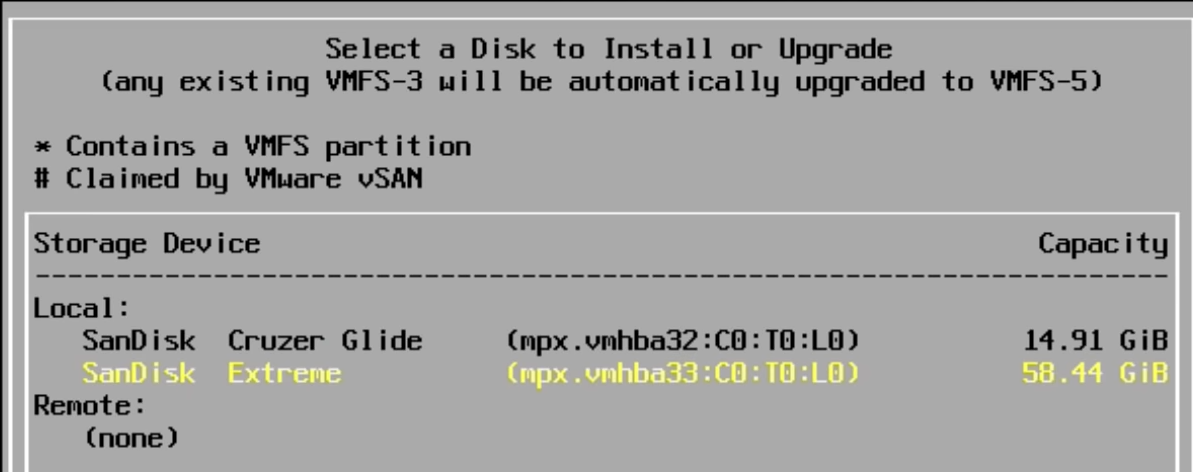 Select a Disk to Install or Upgrade
(any existing VMFS-3 will be automatically upgraded to VMFS-5)
* Contains a VMFS partition
# Claimed by VMware vSAN
Storage Device Capacity
--------------------------------------------------------------------
Local:
SanDisk Cruzer Glide (mpx.vmhba32:C0:T0:L0) 14.91 GiB
SanDisk Extreme (mpx.vmhba33:C0:T0:L0) 58.44 GiB
Remote:
(none)